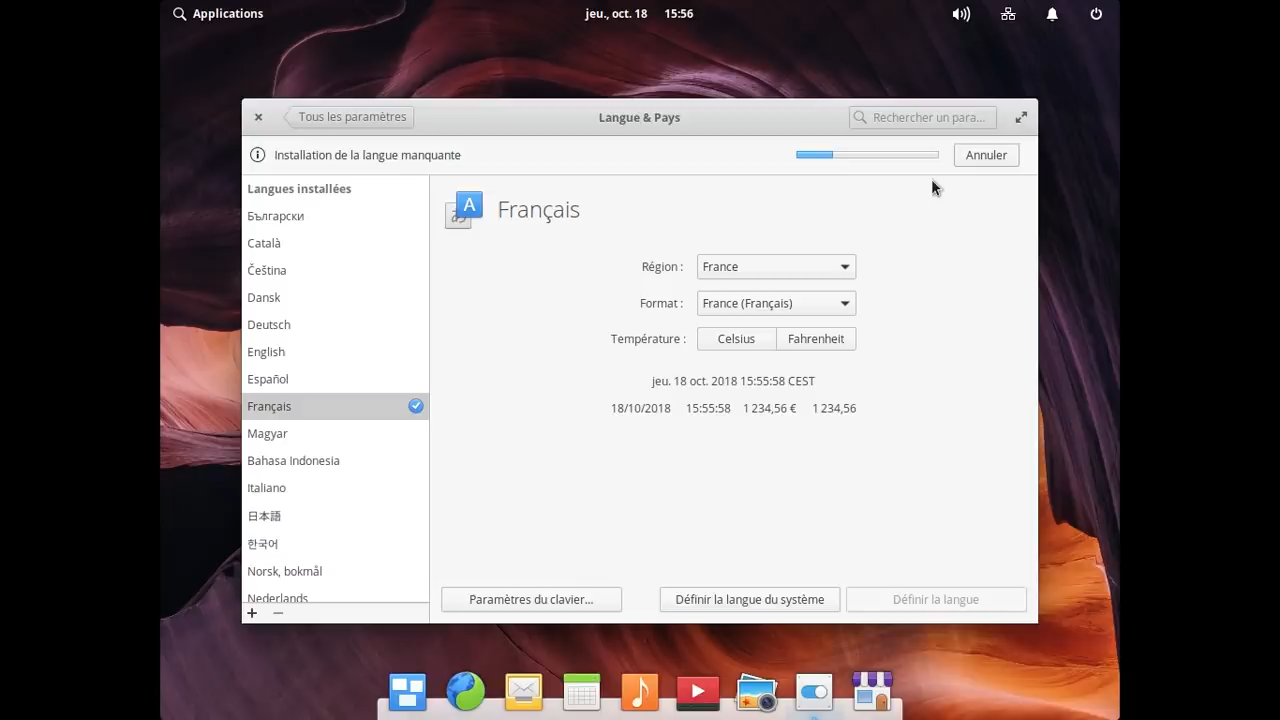 Applications
jeu., oct. 18 15:56
Tous les paramètres
Langue & Pays
Rechercher un para...
Installation de la langue manquante
Annuler
Langues installées
Български
Català
Čeština
Dansk
Deutsch
English
Español
Français
Magyar
Bahasa Indonesia
Italiano
日本語
한국어
Norsk, bokmål
Nederlands
A
Français
Région :
France
Format :
France (Français)
Température :
Celsius
Fahrenheit
jeu. 18 oct. 2018 15:55:58 CEST
18/10/2018 15:55:58 1 234,56 € 1 234,56
Paramètres du clavier...
Définir la langue du système
Définir la langue